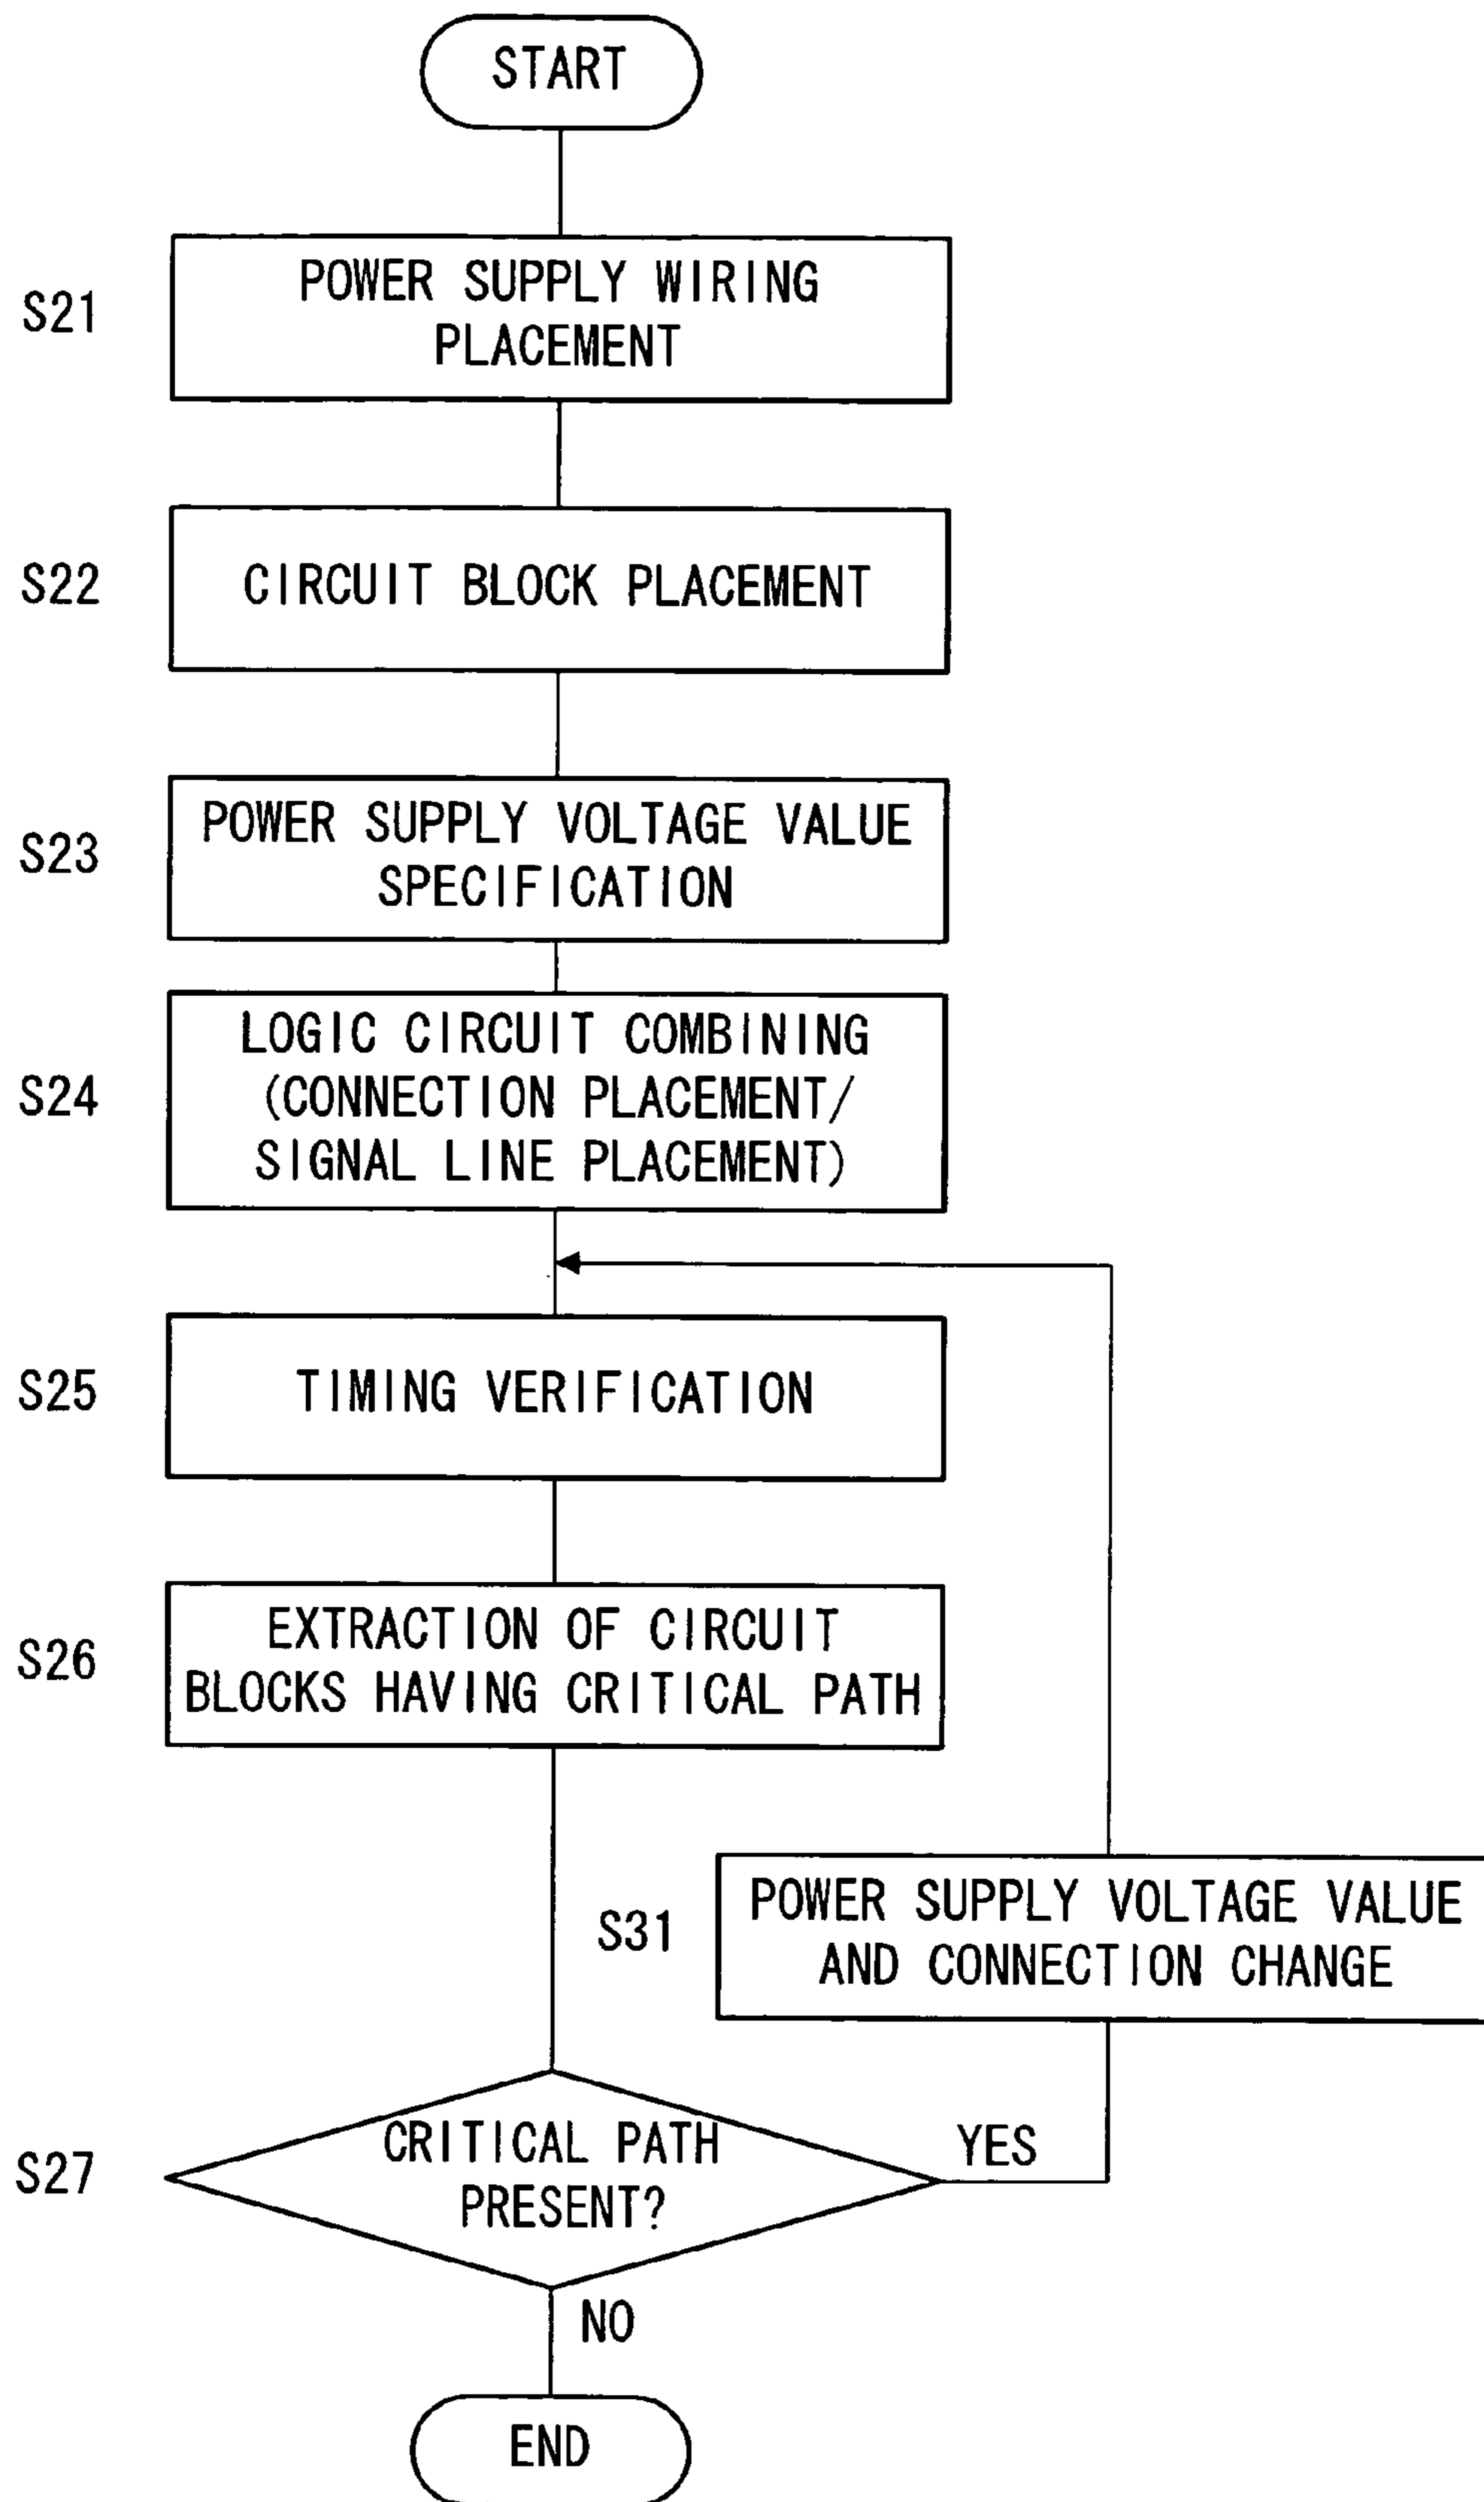 START
S21
POWER SUPPLY WIRING
PLACEMENT
S22
CIRCUIT BLOCK PLACEMENT
S23
POWER SUPPLY VOLTAGE VALUE
SPECIFICATION
S24
LOGIC CIRCUIT COMBINING
(CONNECTION PLACEMENT/
SIGNAL LINE PLACEMENT)
S25
TIMING VERIFICATION
S26
EXTRACTION OF CIRCUIT
BLOCKS HAVING CRITICAL PATH
S31
POWER SUPPLY VOLTAGE VALUE
AND CONNECTION CHANGE
S27
CRITICAL PATH
PRESENT?
YES
NO
END